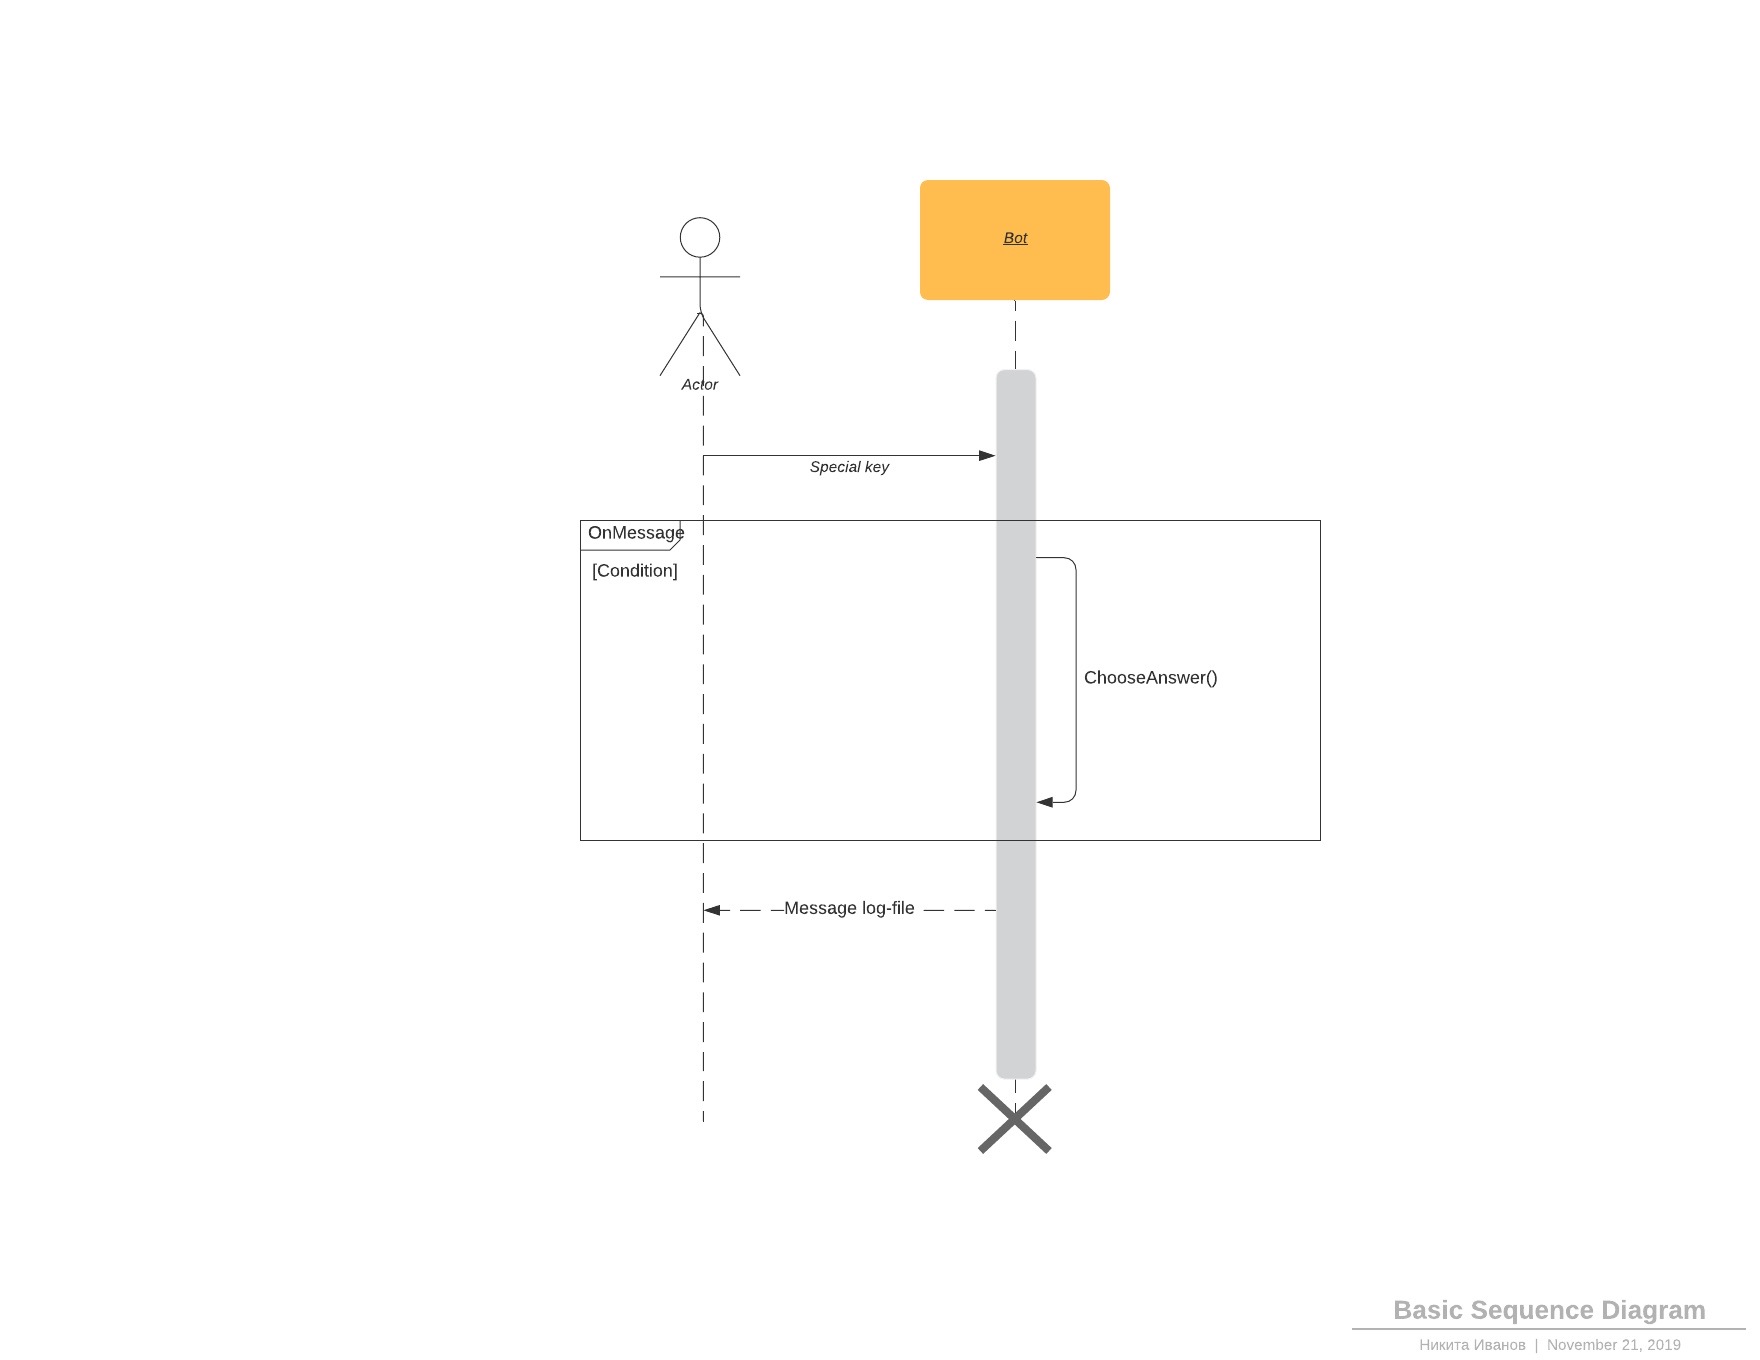 Bot
Actor
Special key
OnMessage
[Condition]
ChooseAnswer()
Message log-file
Basic Sequence Diagram
Никита Иванов | November 21, 2019